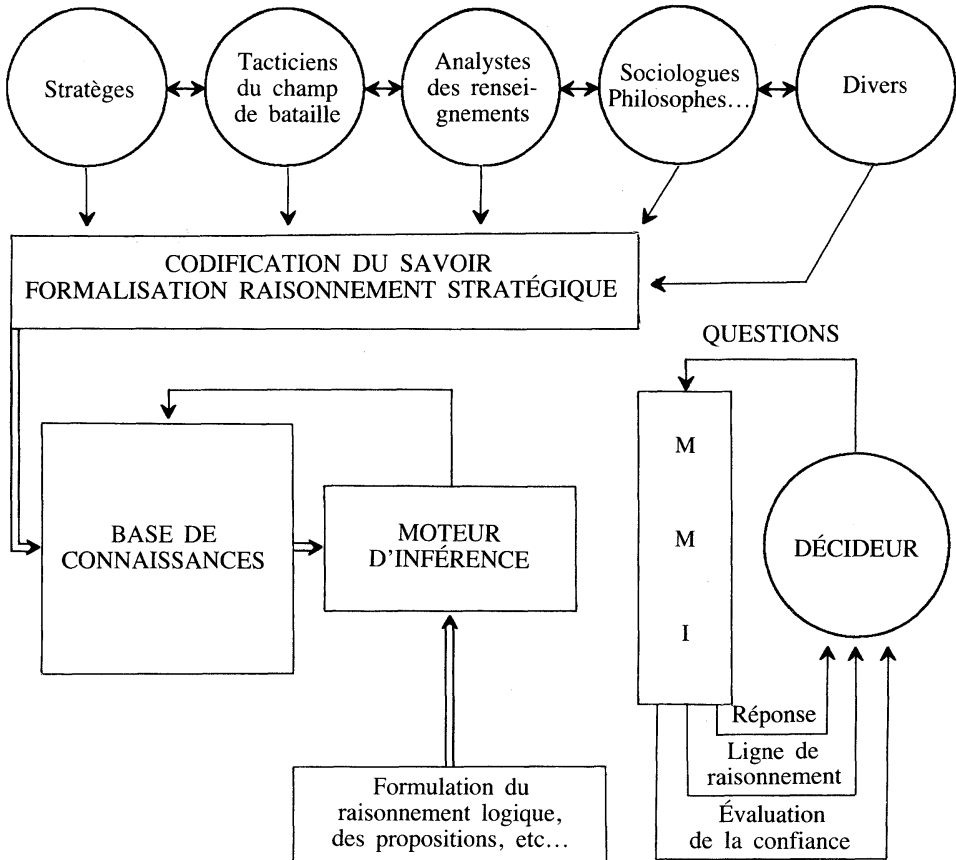 Stratèges
Tacticiens
du champ
de bataille
Analystes
des rensei-
gnements
Sociologues
Philosophes...
Divers
CODIFICATION DU SAVOIR
FORMALISATION RAISONNEMENT STRATÉGIQUE
QUESTIONS
BASE DE
CONNAISSANCES
MOTEUR
D'INFÉRENCE
M
M
I
DÉCIDEUR
Réponse
Ligne de
raisonnement
Évaluation
de la confiance
Formulation du
raisonnement logique,
des propositions, etc...